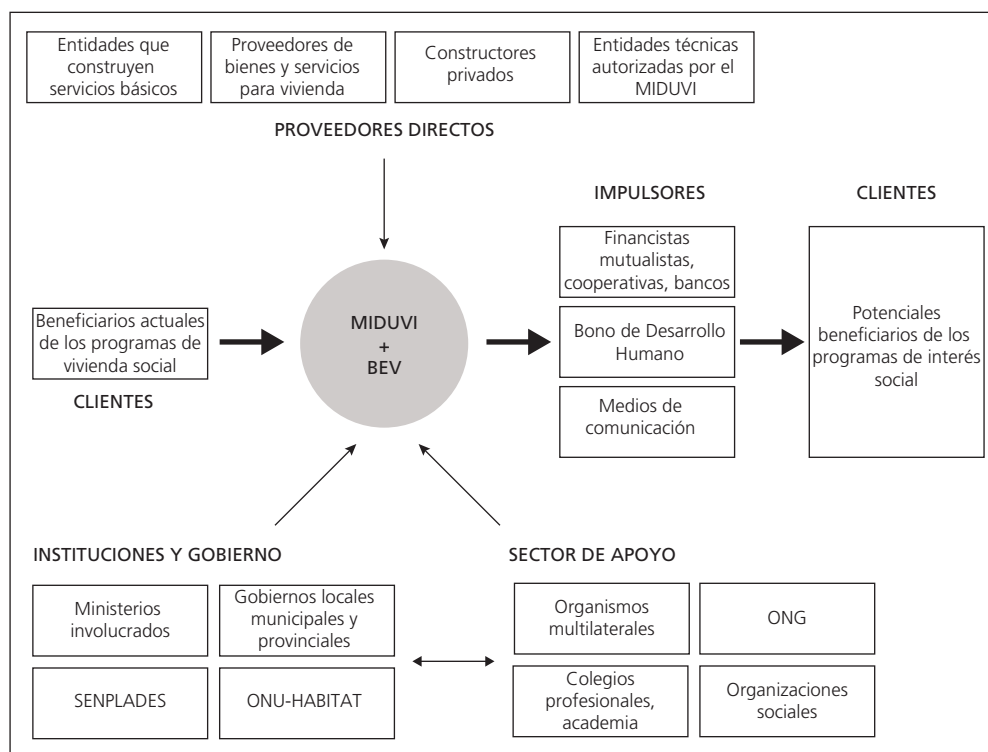 Entidades que
construyen
servicios básicos
Proveedores de
bienes y servicios
para vivienda
Constructores
privados
Entidades técnicas
autorizadas por el
MIDUVI
PROVEEDORES DIRECTOS
IMPULSORES
CLIENTES
Beneficiarios actuales
de los programas de
vivienda social
CLIENTES
MIDUVI
+
BEV
Financistas
mutualistas,
cooperativas, bancos
Bono de Desarrollo
Humano
Medios de
comunicación
Potenciales
beneficiarios de los
programas de interés
social
INSTITUCIONES Y GOBIERNO
Ministerios
involucrados
Gobiernos locales
municipales y
provinciales
SENPLADES
ONU-HABITAT
SECTOR DE APOYO
Organismos
multilaterales
ONG
Colegios
profesionales,
academia
Organizaciones
sociales